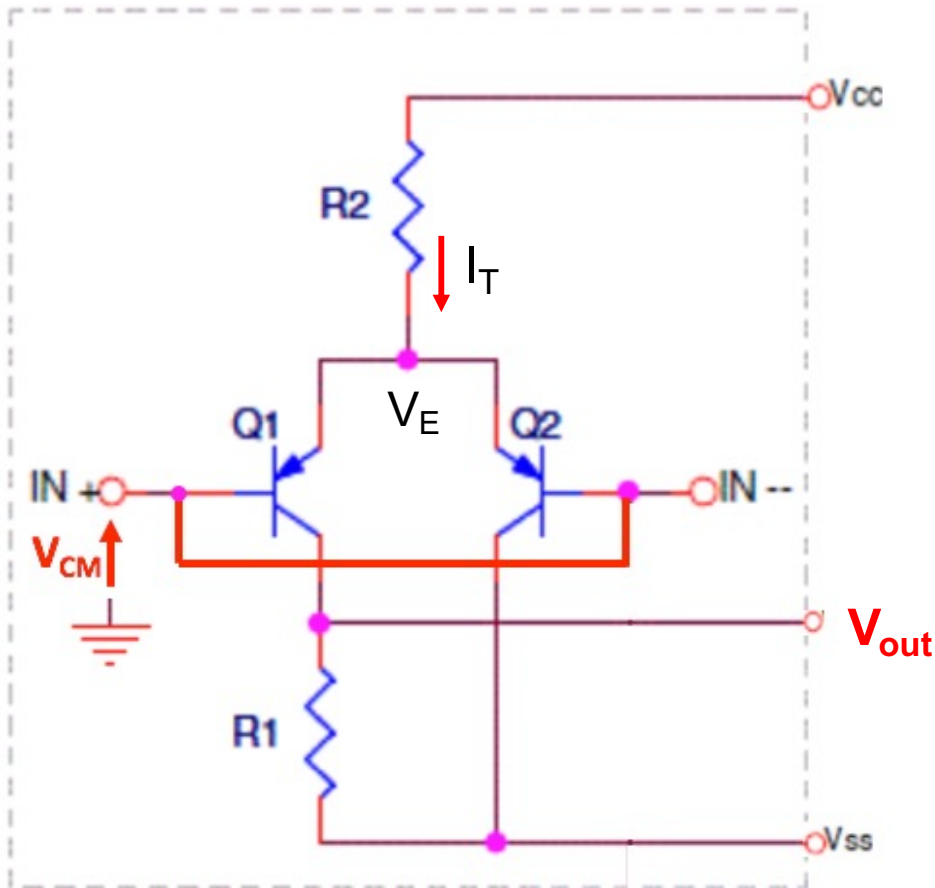 Vcc
R2
I_T
V_E
Q1
Q2
IN +
IN --
V_CM
V_out
R1
Vss